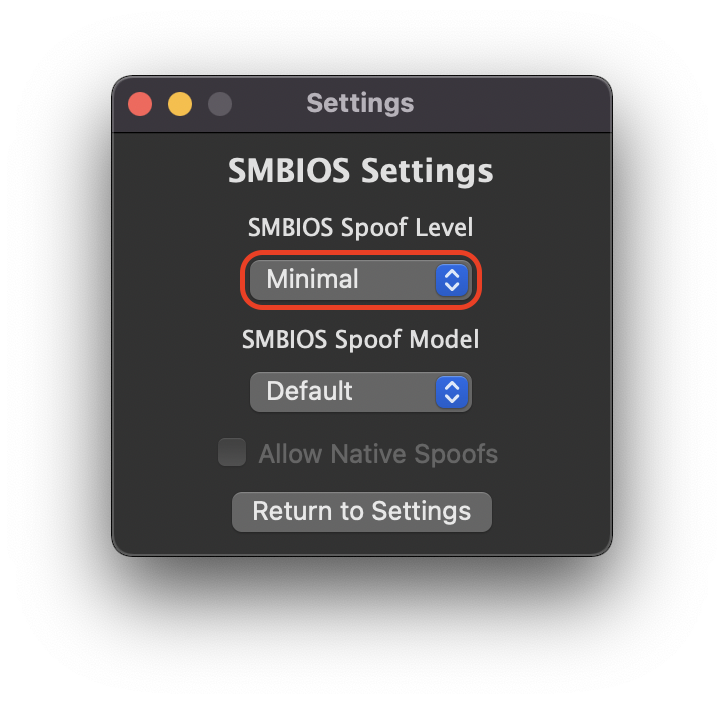 Settings
SMBIOS Settings
SMBIOS Spoof Level
Minimal
SMBIOS Spoof Model
Default
Allow Native Spoofs
Return to Settings